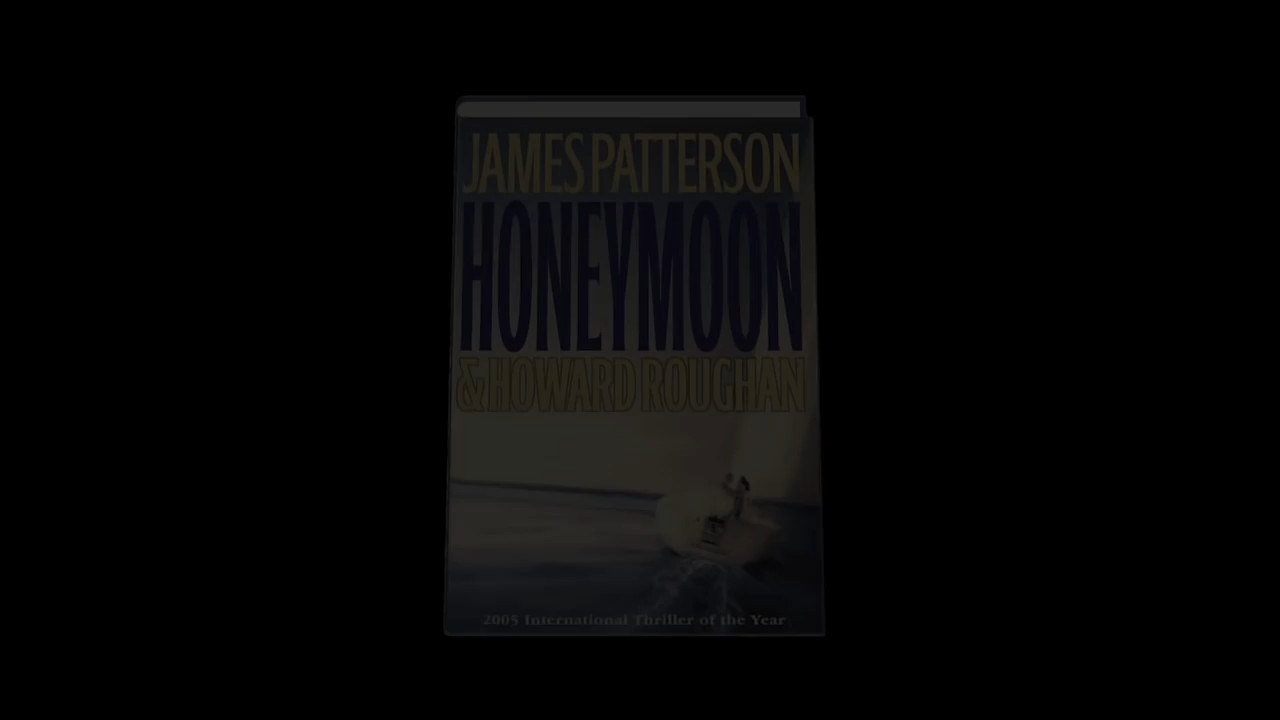 JAMES PATTERSON
HONEYMOON
& HOWARD ROUGHAN
2005 International Thriller of the Year